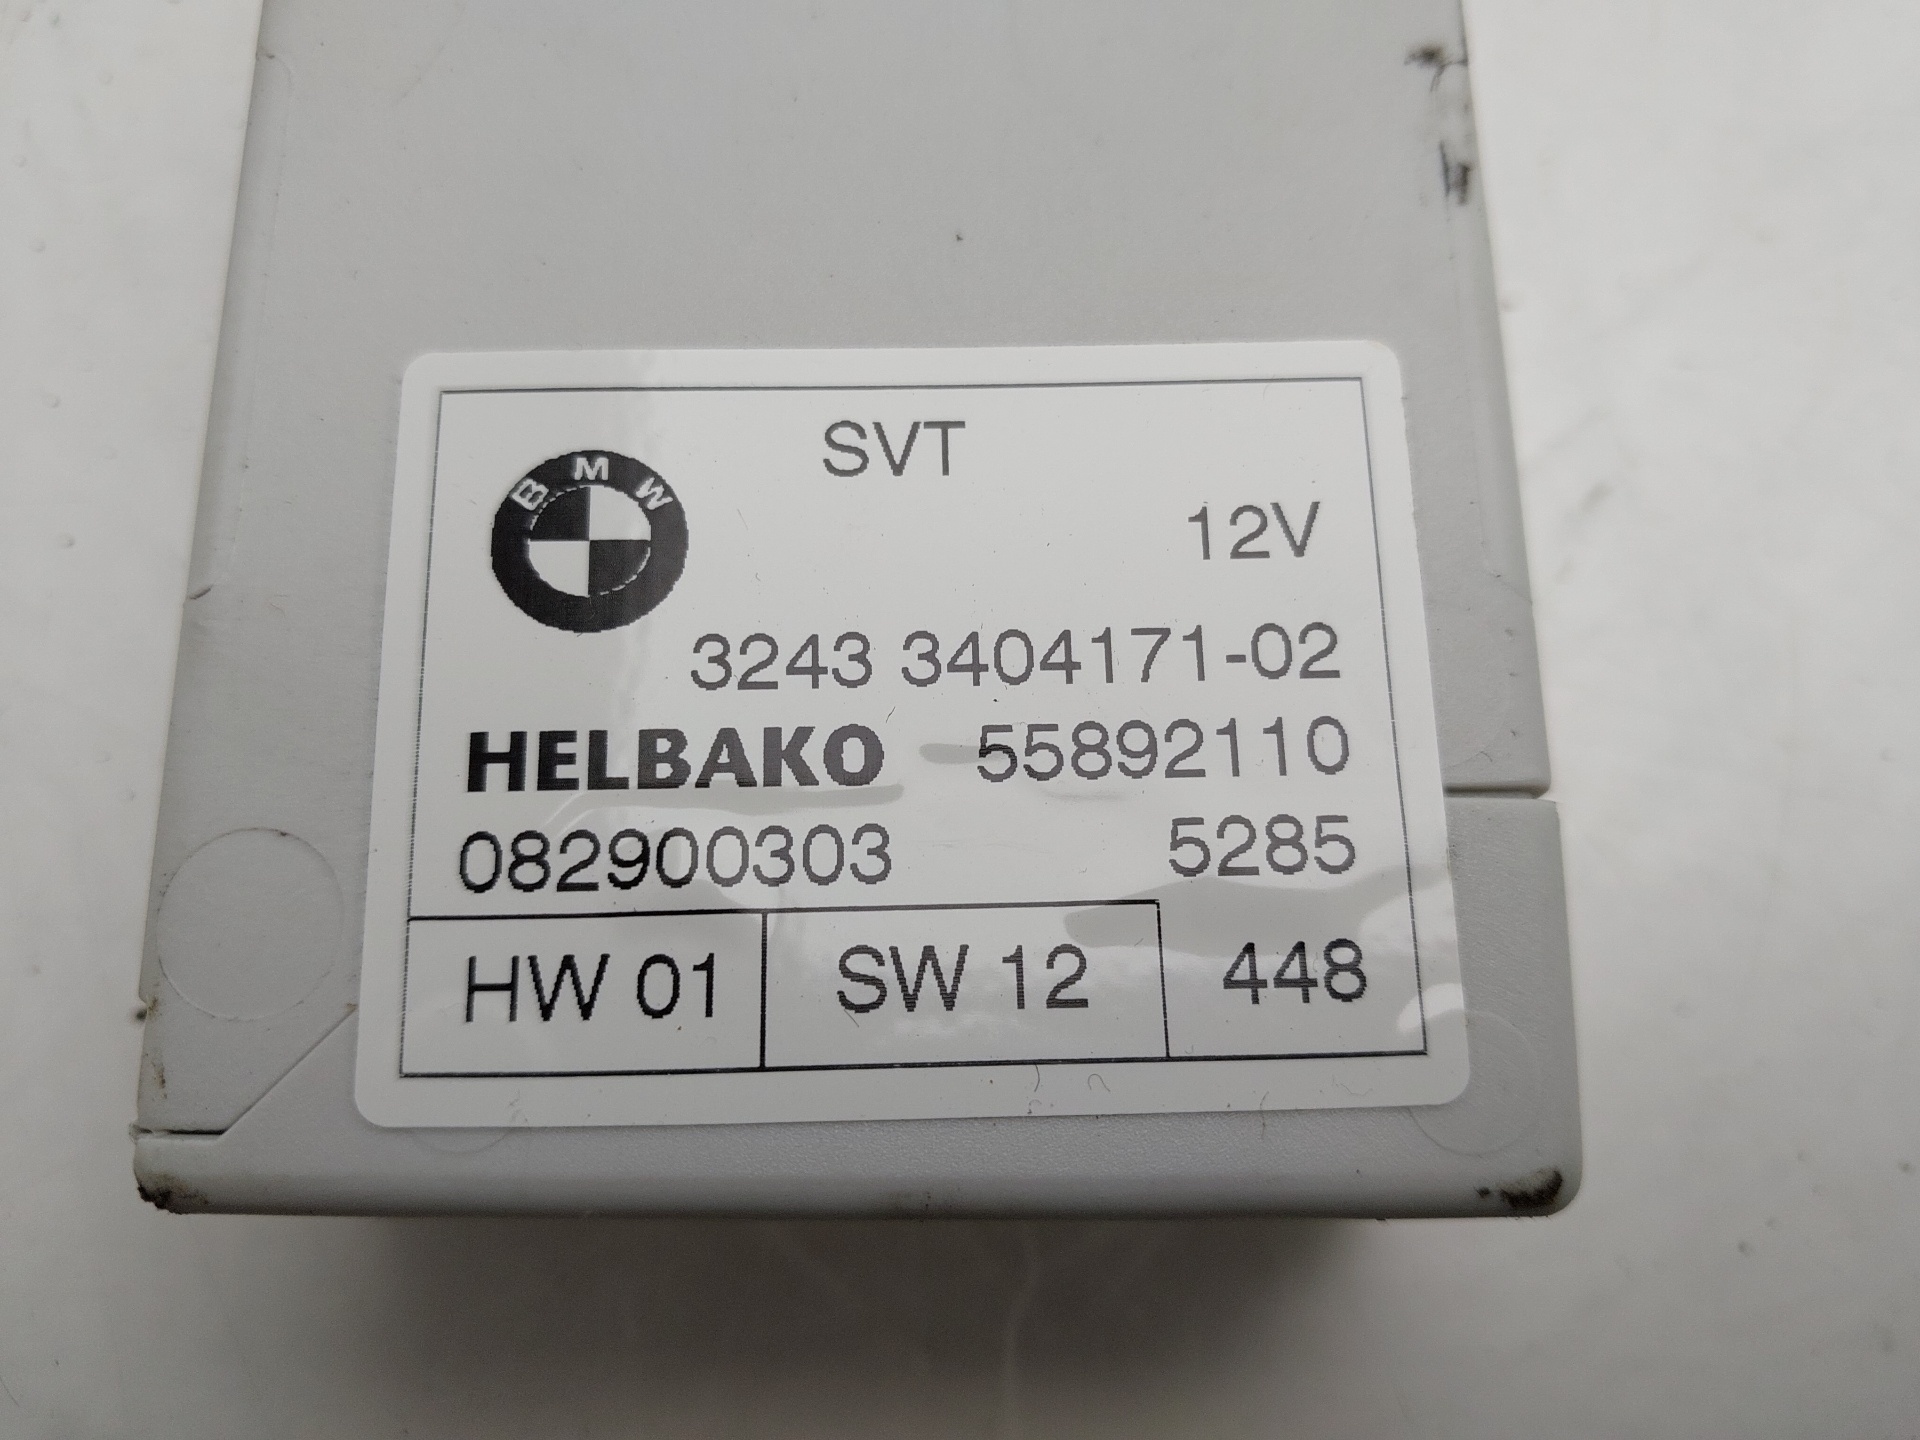 SVT
BMW
12V
3243 3404171-02
HELBAKO 55892110
082900303 5285
HW 01 SW 12 448